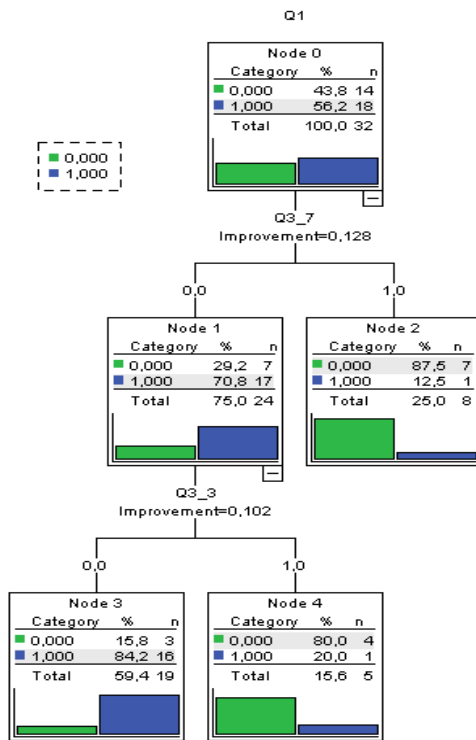 Q1
Node 0
Category % n
0,000 43,8 14
1,000 56,2 18
Total 100,0 32
0,000
1,000
Q3_7
Improvement=0,128
0,0 1,0
Node 1
Category % n
0,000 29,2 7
1,000 70,8 17
Total 75,0 24
Node 2
Category % n
0,000 87,5 7
1,000 12,5 1
Total 25,0 8
Q3_3
Improvement=0,102
0,0 1,0
Node 3
Category % n
0,000 15,8 3
1,000 84,2 16
Total 59,4 19
Node 4
Category % n
0,000 80,0 4
1,000 20,0 1
Total 15,6 5